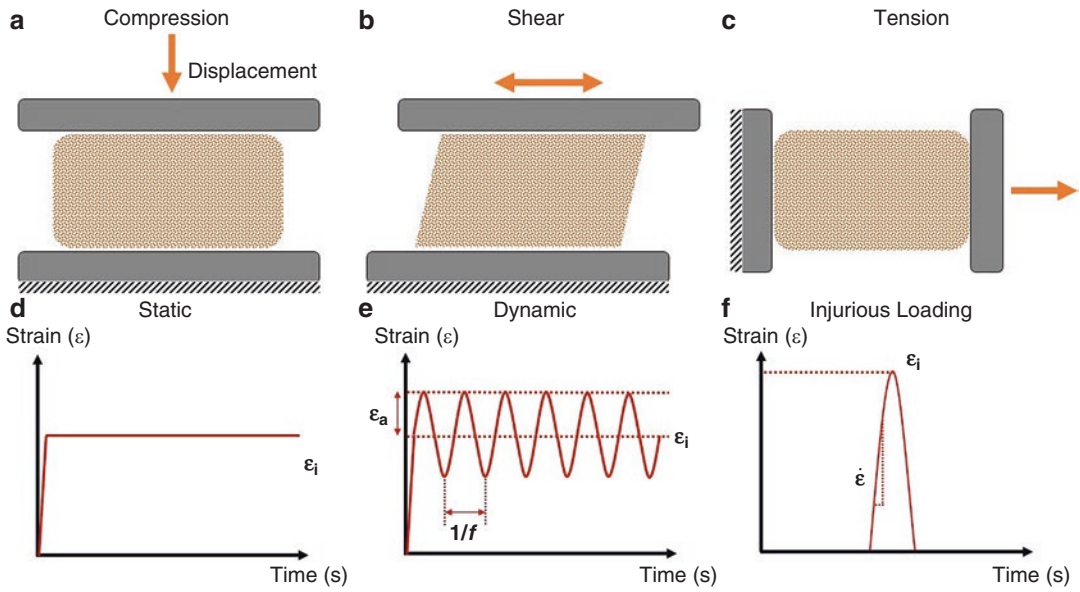 a
Compression
Displacement
b
Shear
c
Tension
d
Static
Strain (ε)
εi
Time (s)
e
Dynamic
Strain (ε)
εa
εi
1/f
Time (s)
f
Injurious Loading
Strain (ε)
εi
ε̇
Time (s)